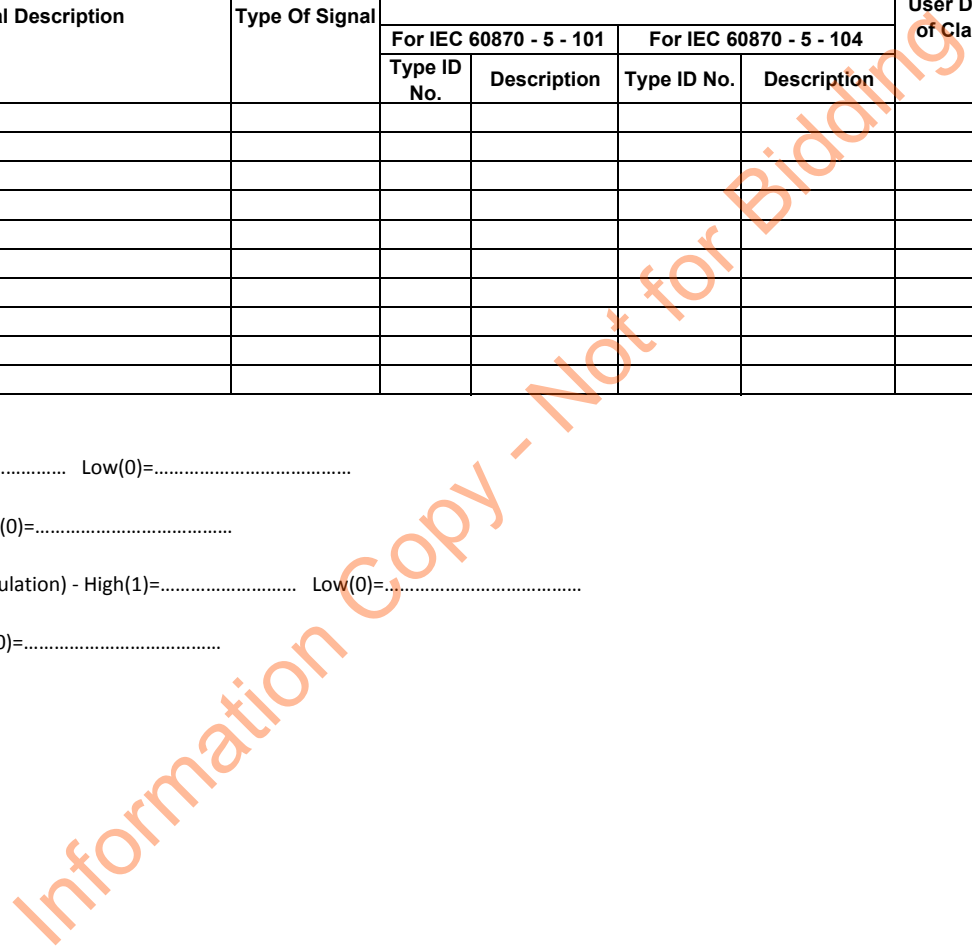 al Description
Type Of Signal
User D
of Cla
For IEC 60870 - 5 - 101
For IEC 60870 - 5 - 104
Type ID
No.
Description
Type ID No.
Description
………… Low(0)=…………………………………
(0)=…………………………………
ulation) - High(1)=……………………… Low(0)=…………………………………
0)=…………………………………
Information Copy - Not for Bidding